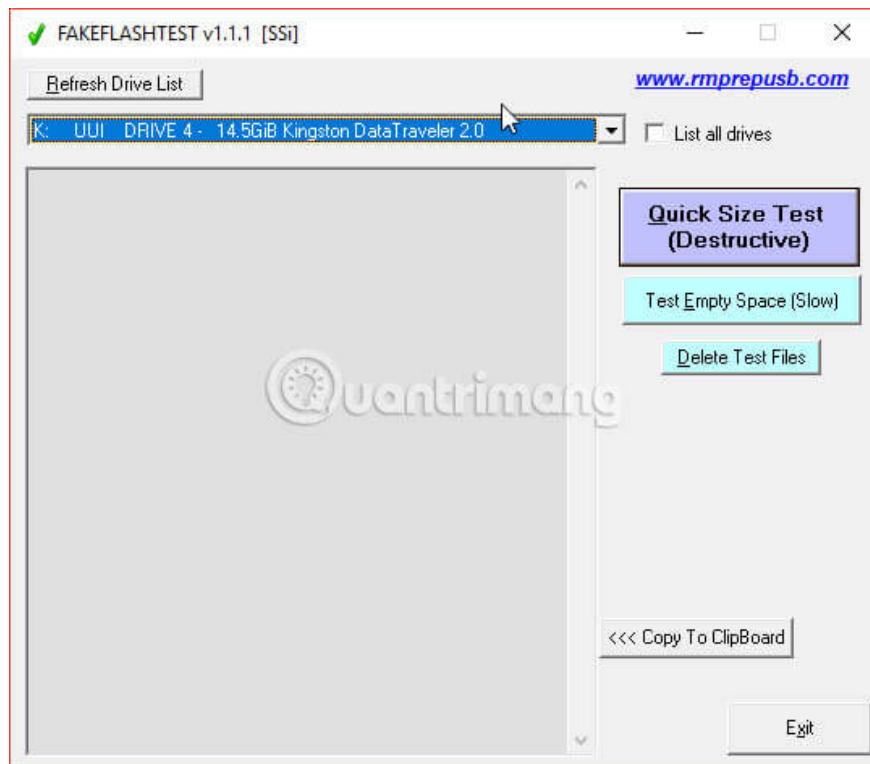 FAKEFLASHTEST v1.1.1 [SSi]
Refresh Drive List
www.rmprepusb.com
K: UUI DRIVE 4 - 14.5GiB Kingston DataTraveler 2.0
List all drives
Quick Size Test
(Destructive)
Test Empty Space (Slow)
Delete Test Files
Quantrimang
<<< Copy To ClipBoard
Exit